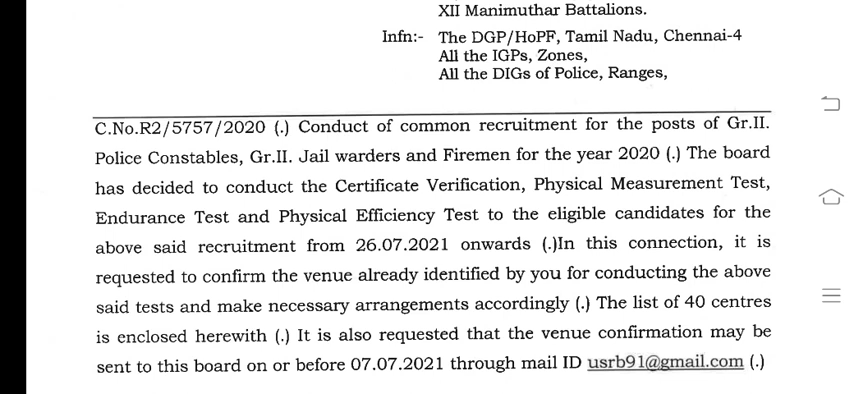 XII Manimuthar Battalions.
Infn:- The DGP/HoPF, Tamil Nadu, Chennai-4
All the IGPs, Zones,
All the DIGs of Police, Ranges,
C.No.R2/5757/2020 (.) Conduct of common recruitment for the posts of Gr.II.
Police Constables, Gr.II. Jail warders and Firemen for the year 2020 (.) The board
has decided to conduct the Certificate Verification, Physical Measurement Test,
Endurance Test and Physical Efficiency Test to the eligible candidates for the
above said recruitment from 26.07.2021 onwards (.)In this connection, it is
requested to confirm the venue already identified by you for conducting the above
said tests and make necessary arrangements accordingly (.) The list of 40 centres
is enclosed herewith (.) It is also requested that the venue confirmation may be
sent to this board on or before 07.07.2021 through mail ID usrb91@gmail.com (.)